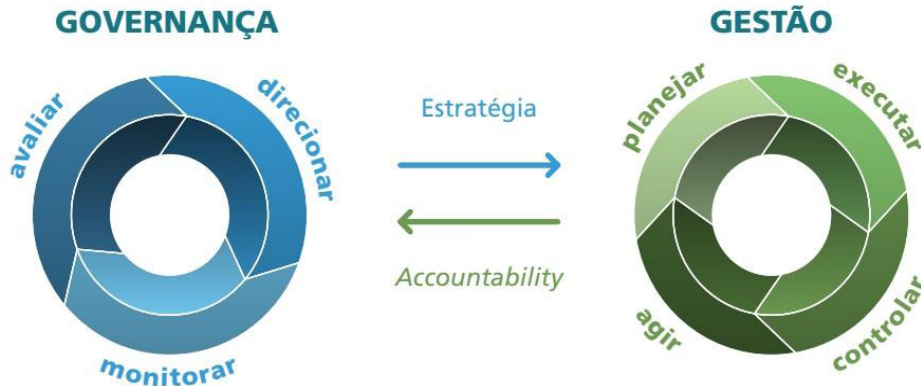 GOVERNANÇA
avaliar
direcionar
monitorar
Estratégia
Accountability
GESTÃO
planejar
executar
controlar
agir